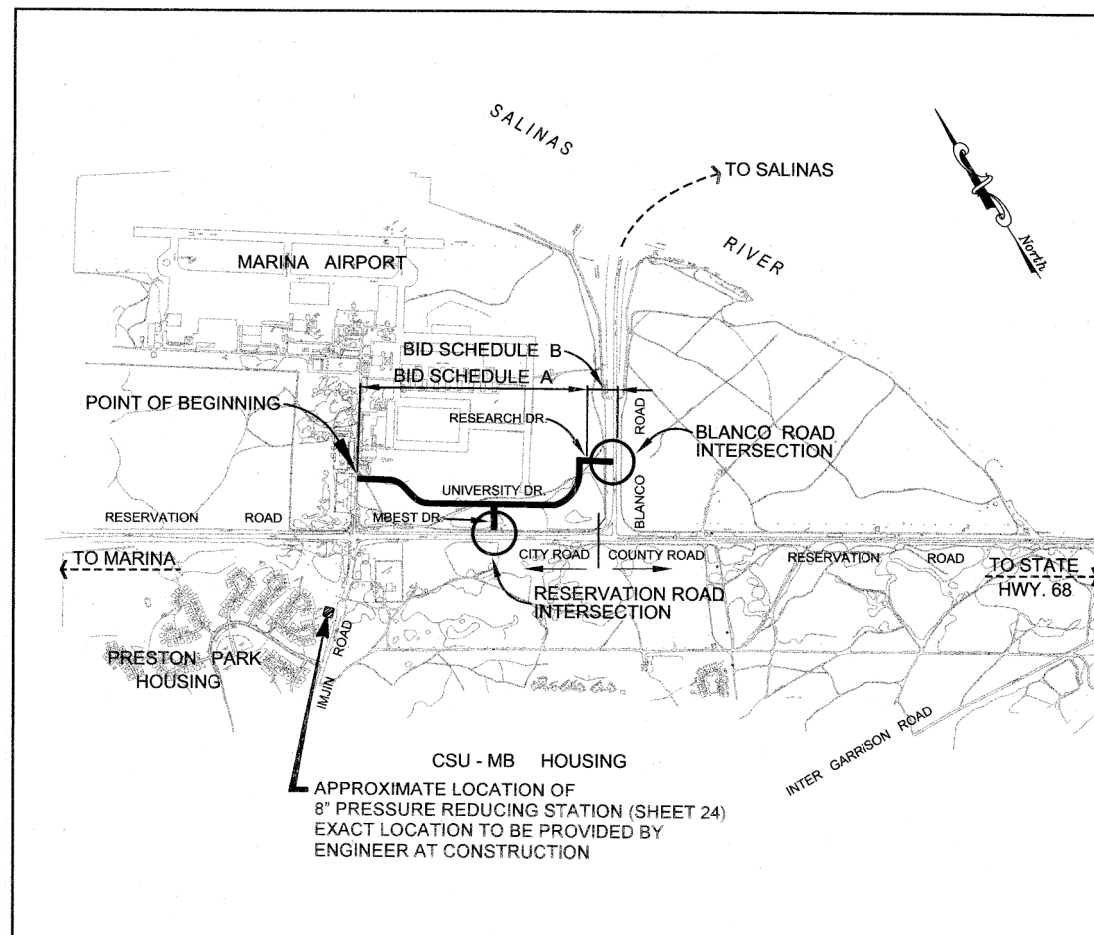 SALINAS
TO SALINAS
RIVER
North
MARINA AIRPORT
BID SCHEDULE B
BID SCHEDULE A
POINT OF BEGINNING
RESEARCH DR.
ROAD
BLANCO ROAD
INTERSECTION
UNIVERSITY DR.
BLANCO
MBEST DR.
RESERVATION ROAD
TO MARINA
CITY ROAD
COUNTY ROAD
RESERVATION ROAD
TO STATE
HWY. 68
RESERVATION ROAD
INTERSECTION
PRESTON PARK
HOUSING
IMJIN ROAD
INTER GARRISON ROAD
CSU - MB HOUSING
APPROXIMATE LOCATION OF
8" PRESSURE REDUCING STATION (SHEET 24)
EXACT LOCATION TO BE PROVIDED BY
ENGINEER AT CONSTRUCTION